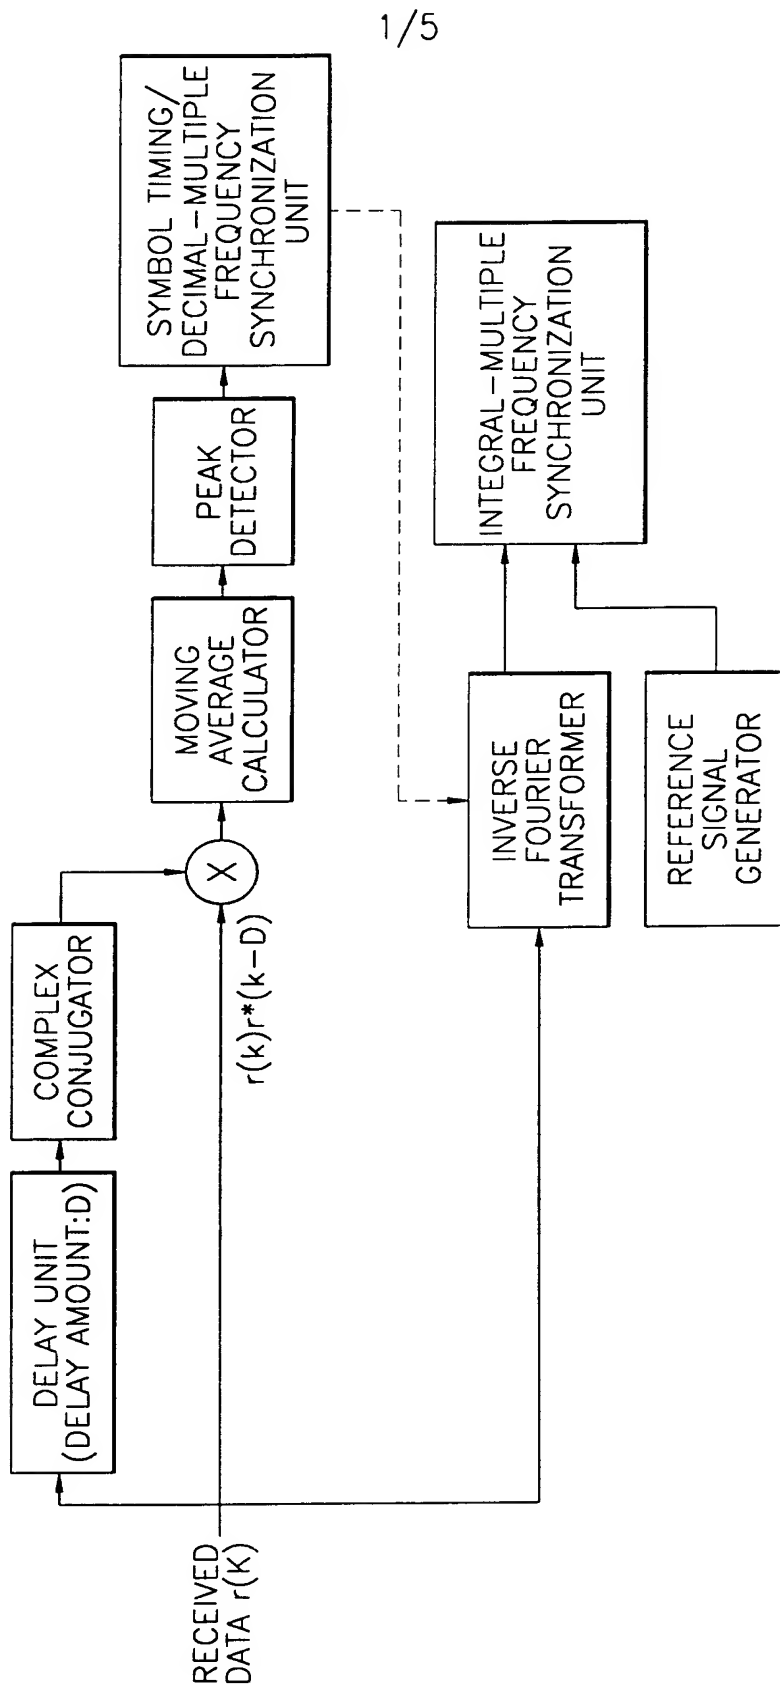 1/5
RECEIVED
DATA r(K)
DELAY UNIT
(DELAY AMOUNT:D)
COMPLEX
CONJUGATOR
r(k)r*(k-D)
X
MOVING
AVERAGE
CALCULATOR
PEAK
DETECTOR
SYMBOL TIMING/
DECIMAL-MULTIPLE
FREQUENCY
SYNCHRONIZATION
UNIT
INVERSE
FOURIER
TRANSFORMER
REFERENCE
SIGNAL
GENERATOR
INTEGRAL-MULTIPLE
FREQUENCY
SYNCHRONIZATION
UNIT